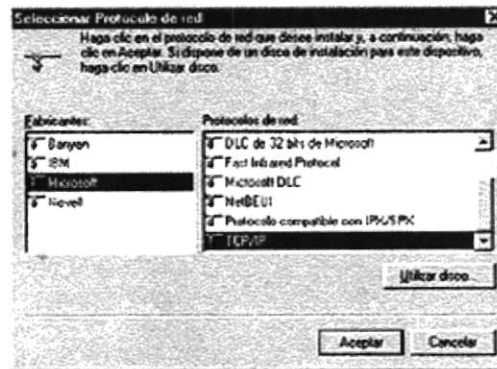 Seleccionar Protocolo de red
Haga clic en el protocolo de red que desee instalar y, a continuación, haga
clic en Aceptar. Si dispone de un disco de instalación para este dispositivo,
haga clic en Utilizar disco.
Fabricantes:
Banyan
IBM
Microsoft
Novell
Protocolos de red:
DLC de 32 bits de Microsoft
Fast Infrared Protocol
Microsoft DLC
NetBEUI
Protocolo compatible con IPX/SPX
TCP/IP
Utilizar disco...
Aceptar
Cancelar